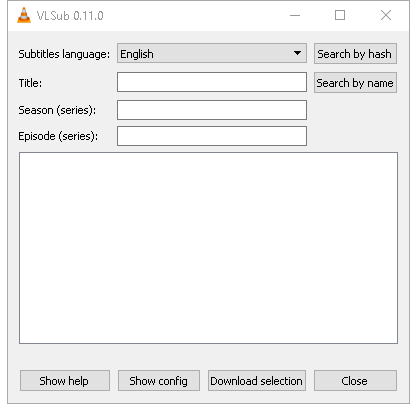 VLSub 0.11.0
Subtitles language: English Search by hash
Title: Search by name
Season (series):
Episode (series):
Show help Show config Download selection Close